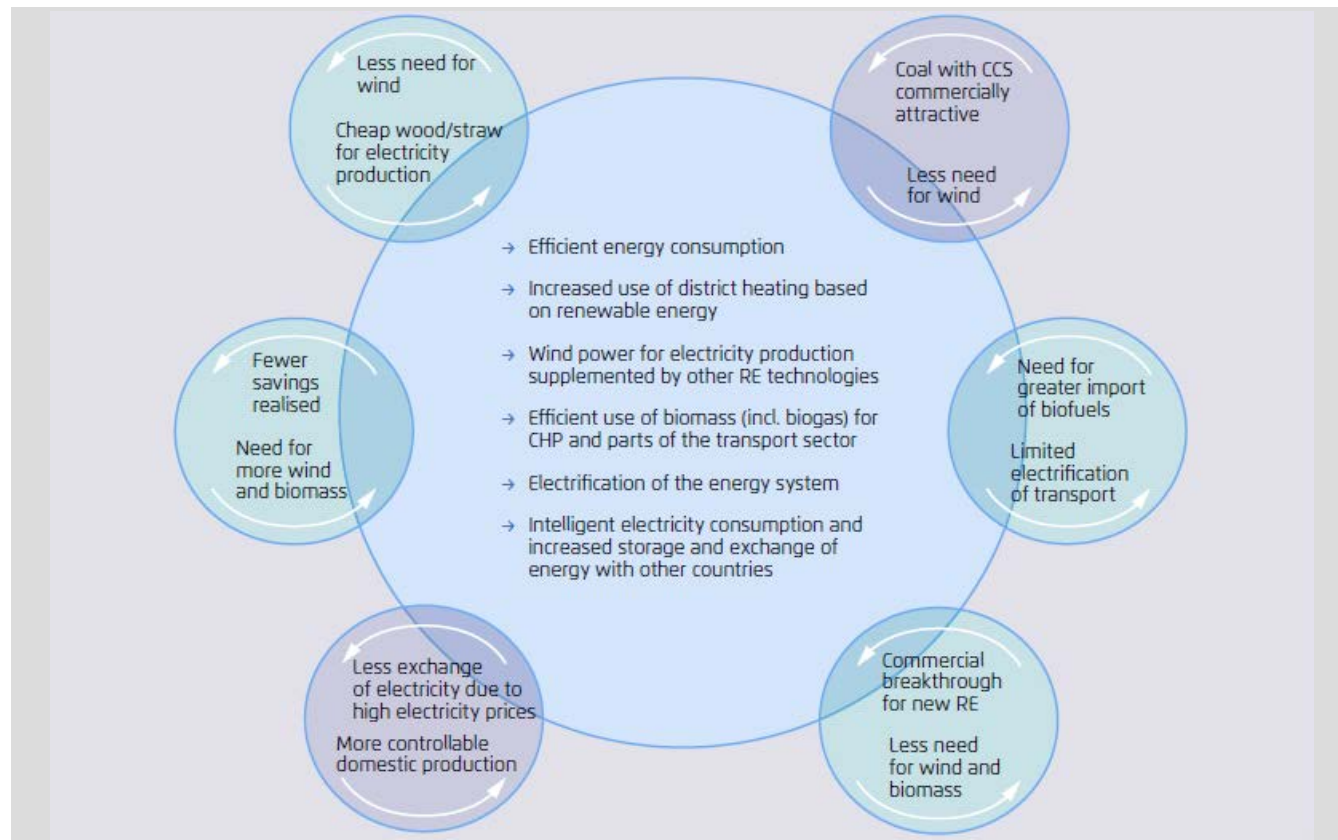 Less need for
wind
Cheap wood/straw
for electricity
production
Coal with CCS
commercially
attractive
Less need
for wind
→ Efficient energy consumption
→ Increased use of district heating based
on renewable energy
→ Wind power for electricity production
supplemented by other RE technologies
→ Efficient use of biomass (incl. biogas) for
CHP and parts of the transport sector
→ Electrification of the energy system
→ Intelligent electricity consumption and
increased storage and exchange of
energy with other countries
Fewer
savings
realised
Need for
more wind
and biomass
Need for
greater import
of biofuels
Limited
electrification
of transport
Less exchange
of electricity due to
high electricity prices
More controllable
domestic production
Commercial
breakthrough
for new RE
Less need
for wind and
biomass